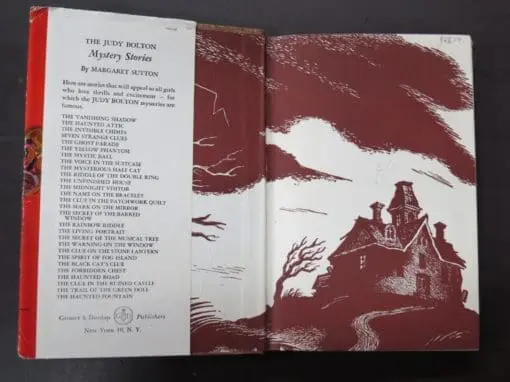 THE JUDY BOLTON
Mystery Stories
By MARGARET SUTTON
Here are stories that will appeal to all girls
who love thrills and excitement – for
which the JUDY BOLTON mysteries are
famous.
THE VANISHING SHADOW
THE HAUNTED ATTIC
THE INVISIBLE CHIMES
SEVEN STRANGE CLUES
THE GHOST PARADE
THE YELLOW PHANTOM
THE MYSTIC BALL
THE VOICE IN THE SUITCASE
THE MYSTERIOUS HALF CAT
THE RIDDLE OF THE DOUBLE RING
THE UNFINISHED HOUSE
THE MIDNIGHT VISITOR
THE NAME ON THE BRACELET
THE CLUE IN THE PATCHWORK QUILT
THE MARK ON THE MIRROR
THE SECRET OF THE BARRED
WINDOW
THE RAINBOW RIDDLE
THE LIVING PORTRAIT
THE SECRET OF THE MUSICAL TREE
THE WARNING ON THE WINDOW
THE CLUE ON THE STONE LANTERN
THE SPIRIT OF FOG ISLAND
THE BLACK CAT'S CLUE
THE FORBIDDEN CHEST
THE HAUNTED ROAD
THE CLUE IN THE RUINED CASTLE
THE TRAIL OF THE GREEN DOLL
THE HAUNTED FOUNTAIN
Grosset & Dunlap Publishers
New York 10, N. Y.